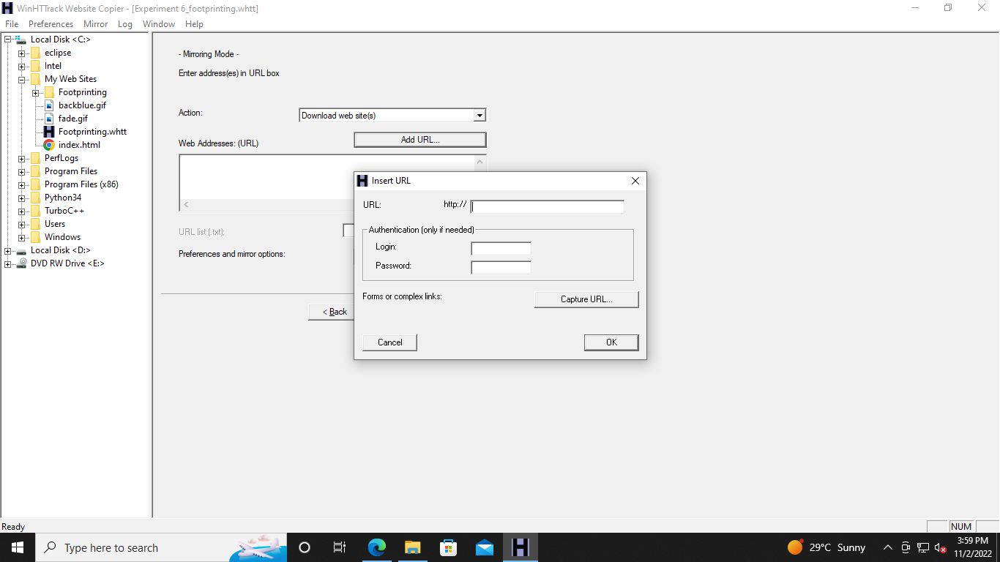 WinHTTrack Website Copier - [Experiment 6_footprinting.whtt]
File Preferences Mirror Log Window Help
Local Disk <C:>
eclipse
Intel
My Web Sites
Footprinting
backblue.gif
fade.gif
Footprinting.whtt
index.html
PerfLogs
Program Files
Program Files (x86)
Python34
TurboC++
Users
Windows
Local Disk <D:>
DVD RW Drive <E:>
- Mirroring Mode -
Enter address(es) in URL box
Action:
Download web site(s)
Web Addresses: (URL)
Add URL...
URL list (.txt):
Preferences and mirror options:
< Back
Insert URL
URL: http://
Authentication (only if needed)
Login:
Password:
Forms or complex links:
Capture URL...
Cancel
OK
Ready
NUM
Type here to search
29°C Sunny
3:59 PM
11/2/2022